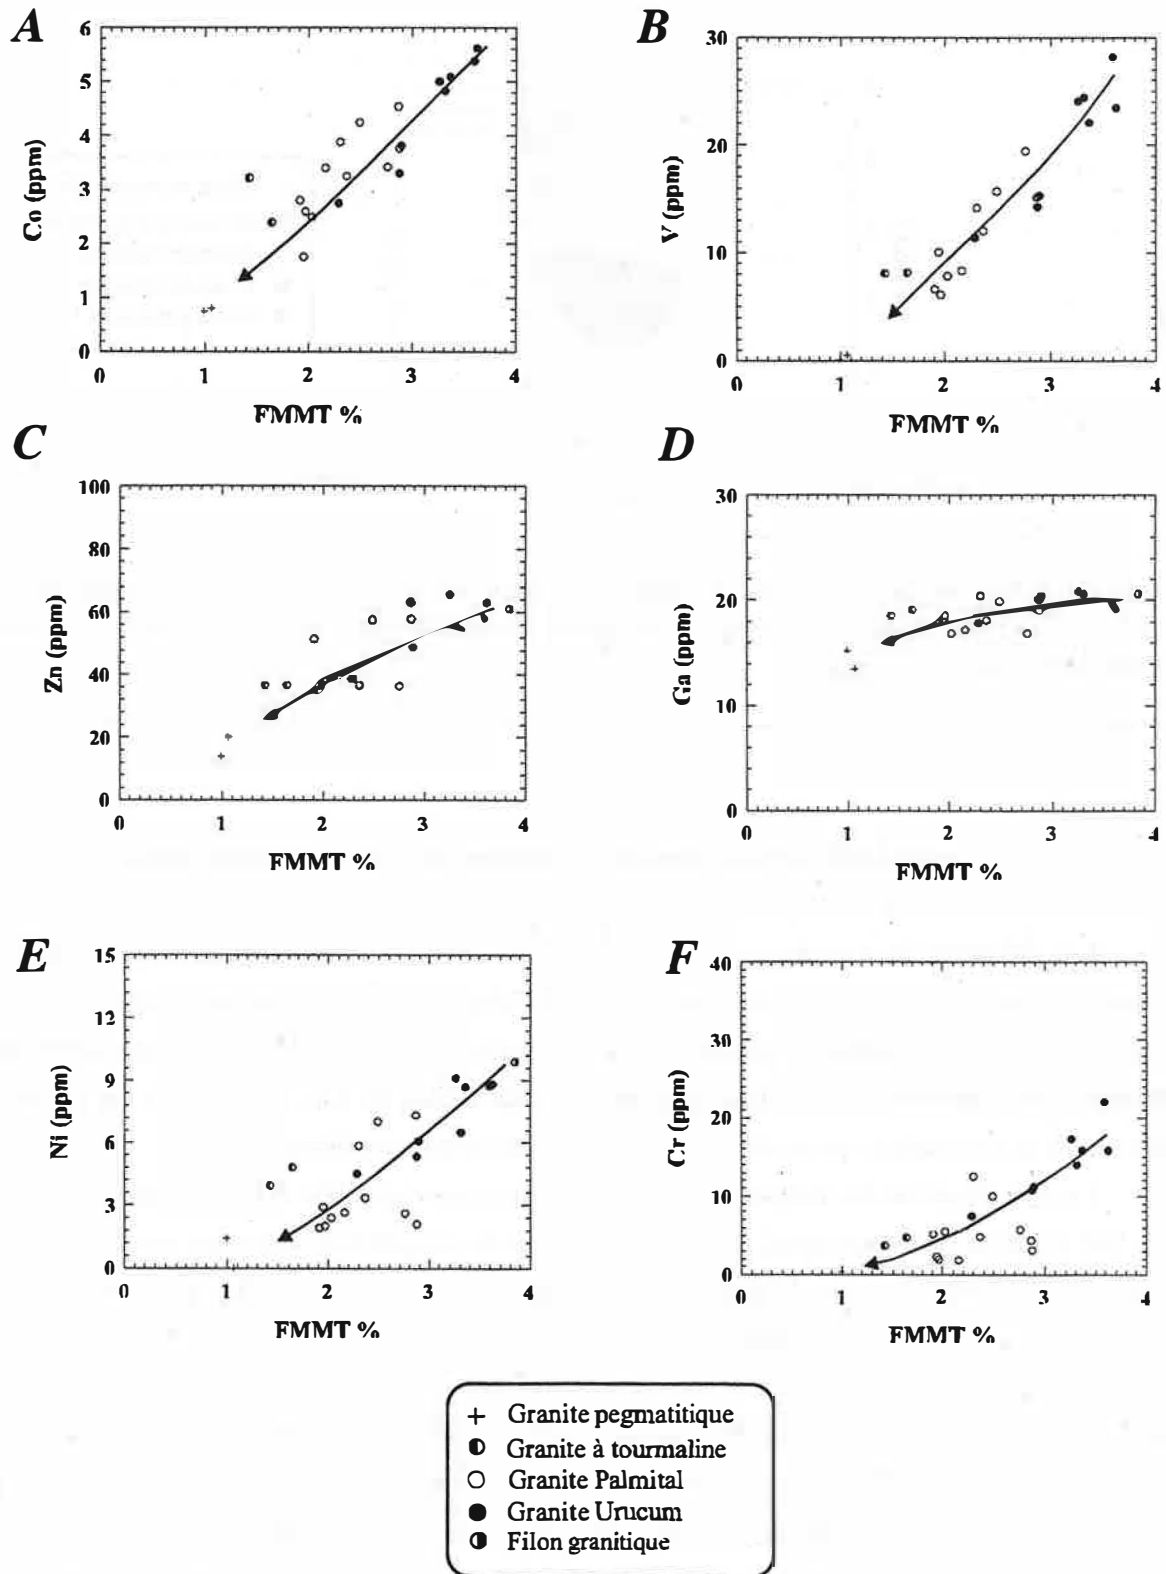 A
6
5
4
3
2
1
0
Co (ppm)
0 1 2 3 4
FMMT %
B
30
20
10
0
V (ppm)
0 1 2 3 4
FMMT %
C
100
80
60
40
20
0
Zn (ppm)
0 1 2 3 4
FMMT %
D
30
20
10
0
Ga (ppm)
0 1 2 3 4
FMMT %
E
15
12
9
6
3
0
Ni (ppm)
0 1 2 3 4
FMMT %
F
40
30
20
10
0
Cr (ppm)
0 1 2 3 4
FMMT %
Granite pegmatitique
Granite à tourmaline
Granite Palmital
Granite Urucum
Filon granitique